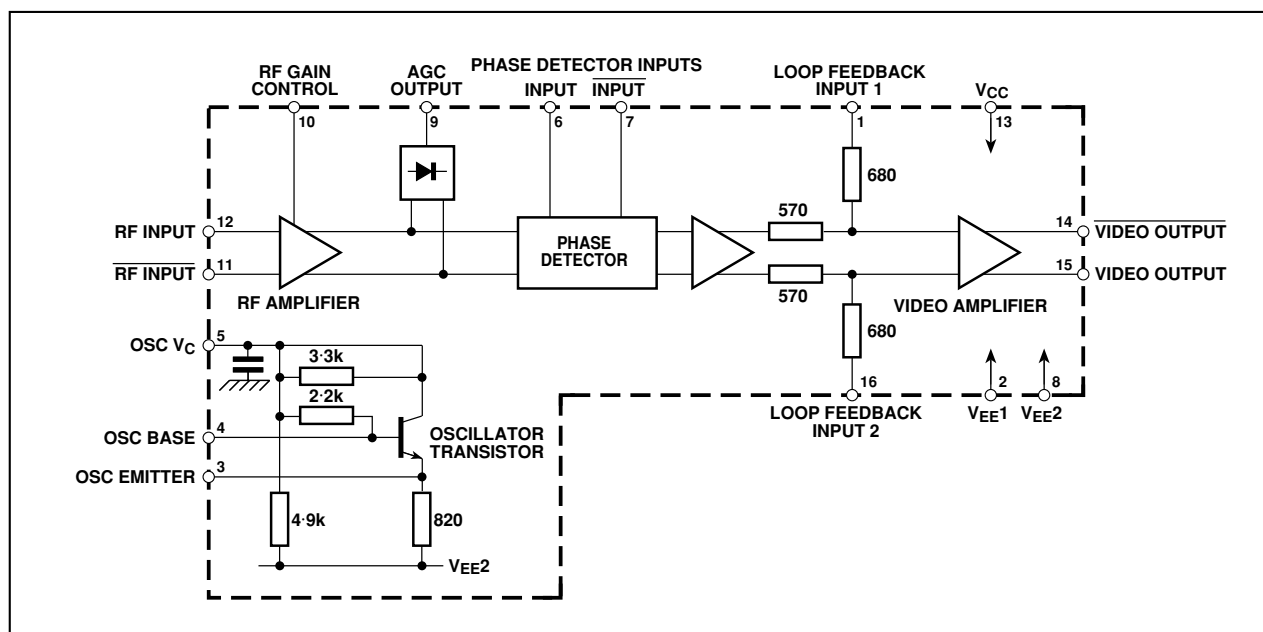 RF GAIN
CONTROL
AGC
OUTPUT
PHASE DETECTOR INPUTS
INPUT
INPUT
LOOP FEEDBACK
INPUT 1
VCC
10
9
6
7
1
13
680
570
12
RF INPUT
11
RF INPUT
RF AMPLIFIER
PHASE
DETECTOR
570
VIDEO AMPLIFIER
14
VIDEO OUTPUT
15
VIDEO OUTPUT
680
5
OSC VC
3·3k
2·2k
4
OSC BASE
OSCILLATOR
TRANSISTOR
3
OSC EMITTER
4·9k
820
VEE2
16
LOOP FEEDBACK
INPUT 2
2
8
VEE1
VEE2